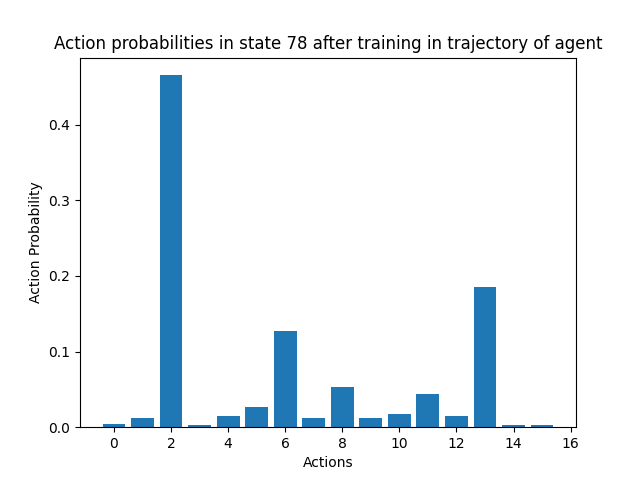 Action probabilities in state 78 after training in trajectory of agent
Action Probability
0.4
0.3
0.2
0.1
0.0
0 2 4 6 8 10 12 14 16
Actions